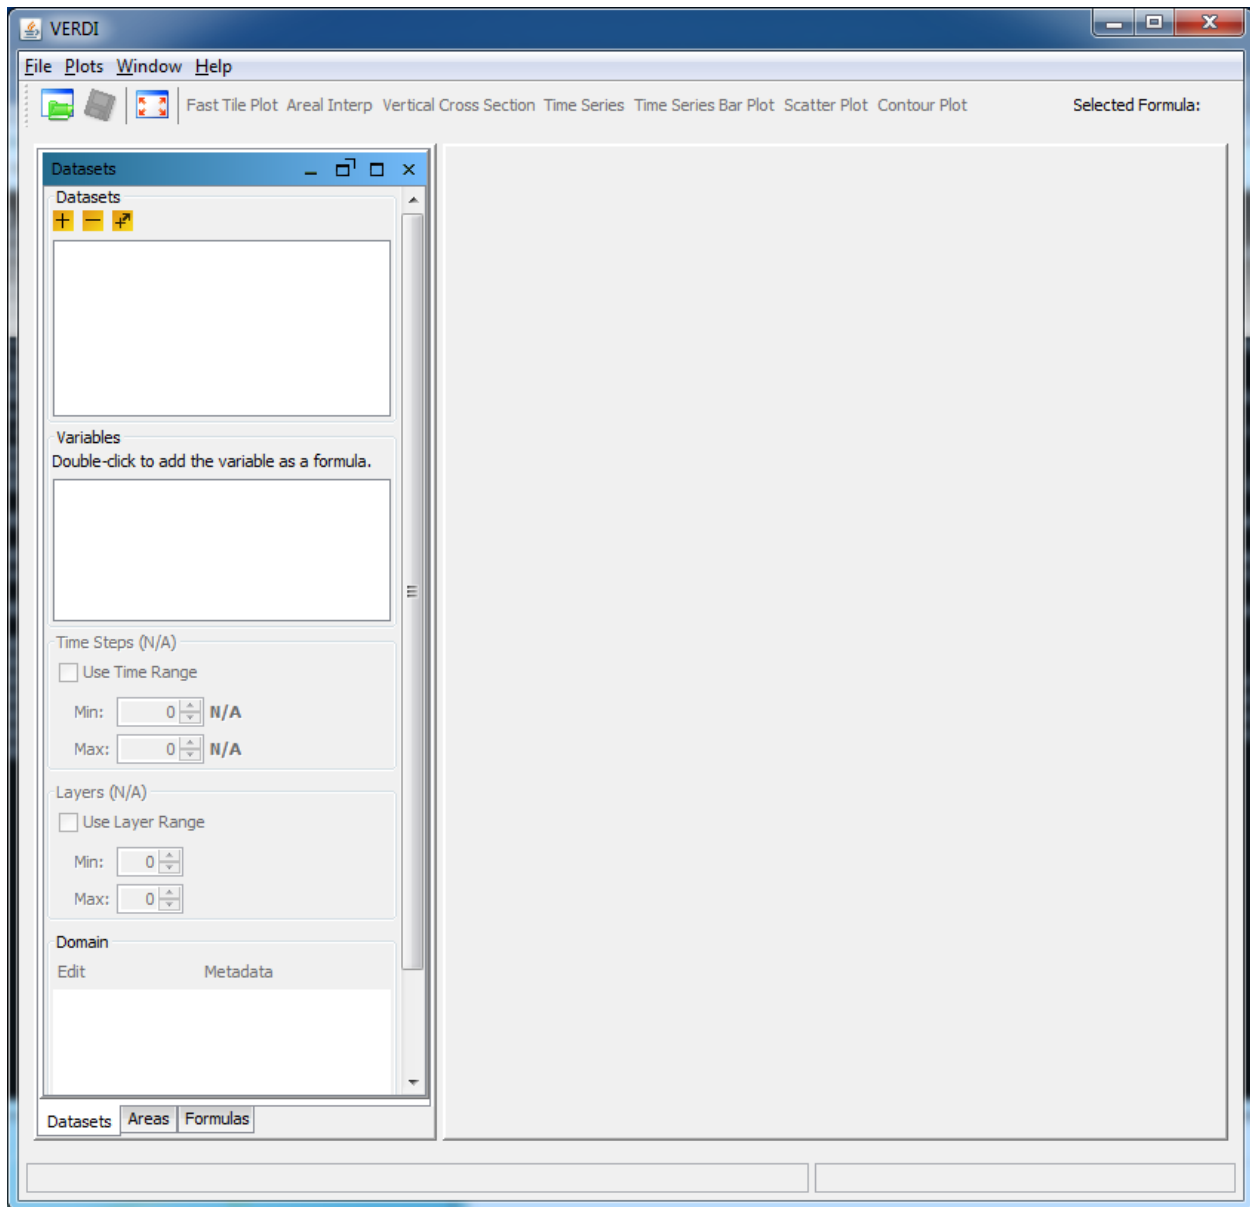 VERDI
File Plots Window Help
Fast Tile Plot Areal Interp Vertical Cross Section Time Series Time Series Bar Plot Scatter Plot Contour Plot Selected Formula:
Datasets
Datasets
Variables
Double-click to add the variable as a formula.
Time Steps (N/A)
Use Time Range
Min: 0 N/A
Max: 0 N/A
Layers (N/A)
Use Layer Range
Min: 0
Max: 0
Domain
Edit Metadata
Datasets Areas Formulas